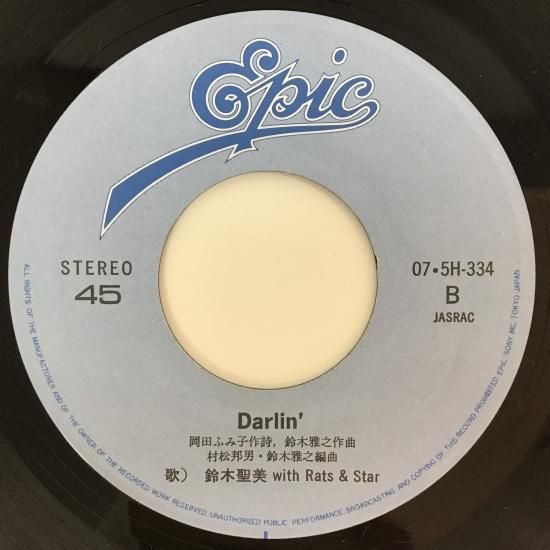 Epic
STEREO
45
07•5H-334
B
JASRAC
Darlin'
岡田ふみ子作詩, 鈴木雅之作曲
村松邦男・鈴木雅之編曲
歌） 鈴木聖美 with Rats & Star
ALL RIGHTS OF THE MANUFACTURER AND OF THE OWNER OF THE RECORDED WORK RESERVED. UNAUTHORIZED PUBLIC PERFORMANCE, BROADCASTING AND COPYING OF THIS RECORD PROHIBITED EPIC/SONY INC. TOKYO JAPAN